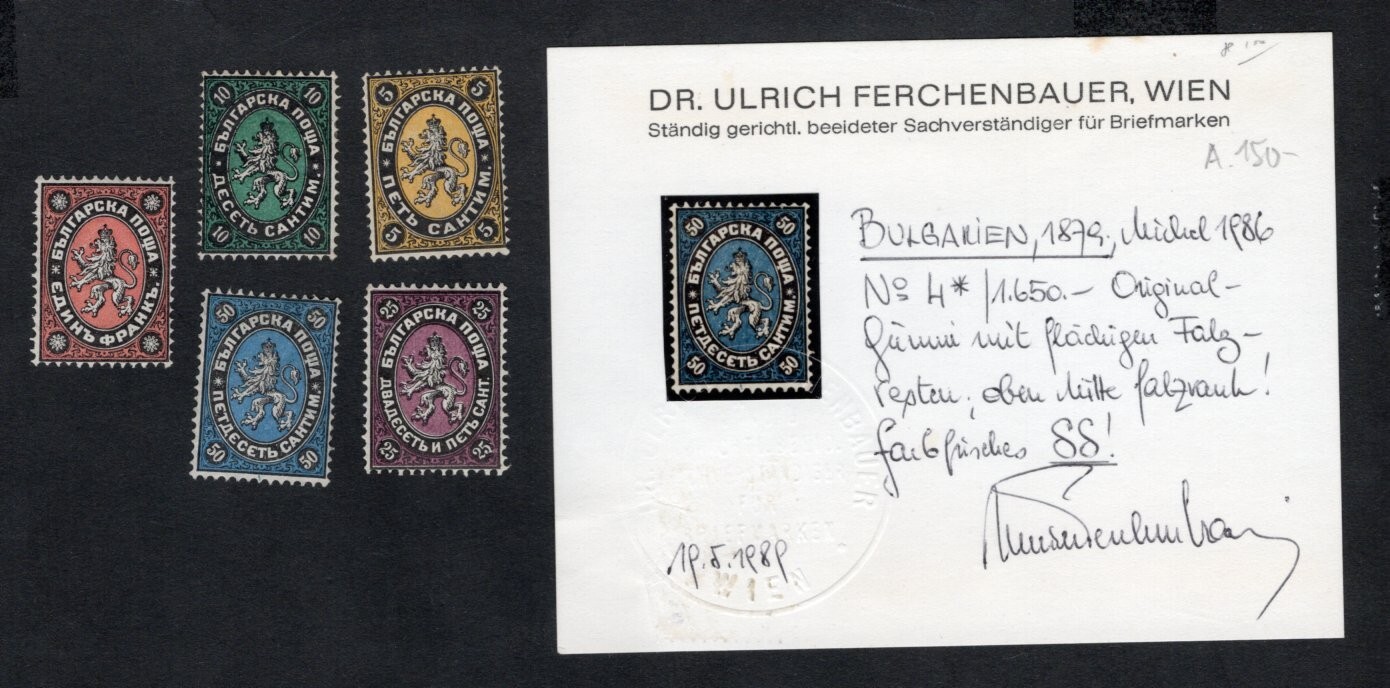 10 10
БЪЛГАРСКА ПОЩА
ДЕСЕТЬ САНТИМ.
10 10
5 5
БЪЛГАРСКА ПОЩА
ПЕТЬ САНТИМ.
5 5
БЪЛГАРСКА ПОЩА
ЕДИНЪ ФРАНКЪ.
50 50
БЪЛГАРСКА ПОЩА
ПЕТДЕСЕТЬ САНТИМ.
50 50
25 25
БЪЛГАРСКА ПОЩА
ДВАДЕСЕТЬ И ПЕТЬ САНТ.
25 25
DR. ULRICH FERCHENBAUER, WIEN
Ständig gerichtl. beeideter Sachverständiger für Briefmarken
A. 150-
50 50
БЪЛГАРСКА ПОЩА
ПЕТДЕСЕТЬ САНТИМ.
50 50
BULGARIEN, 1879, Michel 1986
No 4* / 1.650.- Original-
gummi mit flächigen Falz-
resten, oben Mitte falzrauh!
farbfrisches SS!
19.5.1989
WIEN